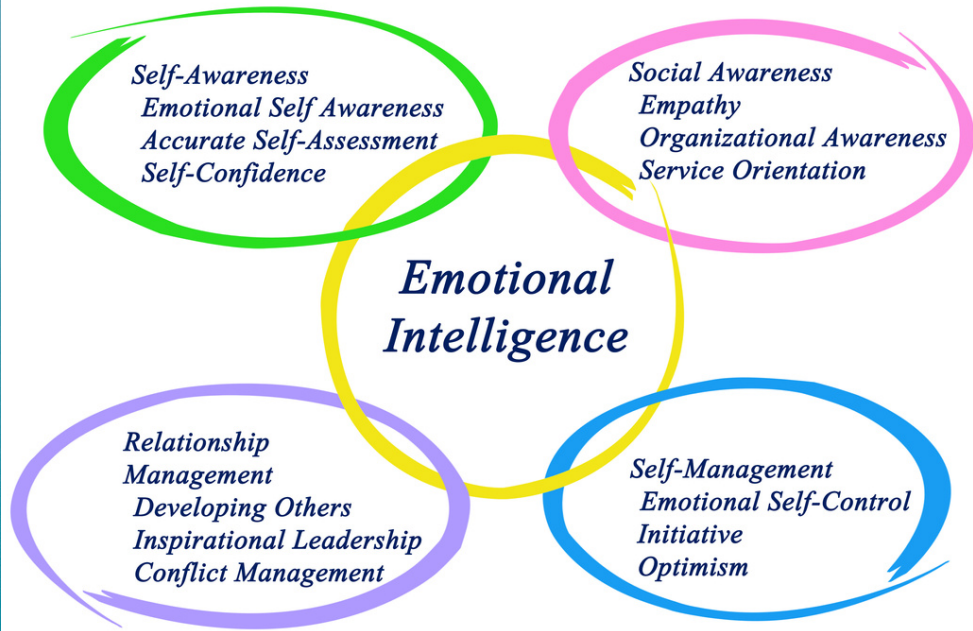 Self-Awareness
Emotional Self Awareness
Accurate Self-Assessment
Self-Confidence
Social Awareness
Empathy
Organizational Awareness
Service Orientation
Emotional
Intelligence
Relationship
Management
Developing Others
Inspirational Leadership
Conflict Management
Self-Management
Emotional Self-Control
Initiative
Optimism